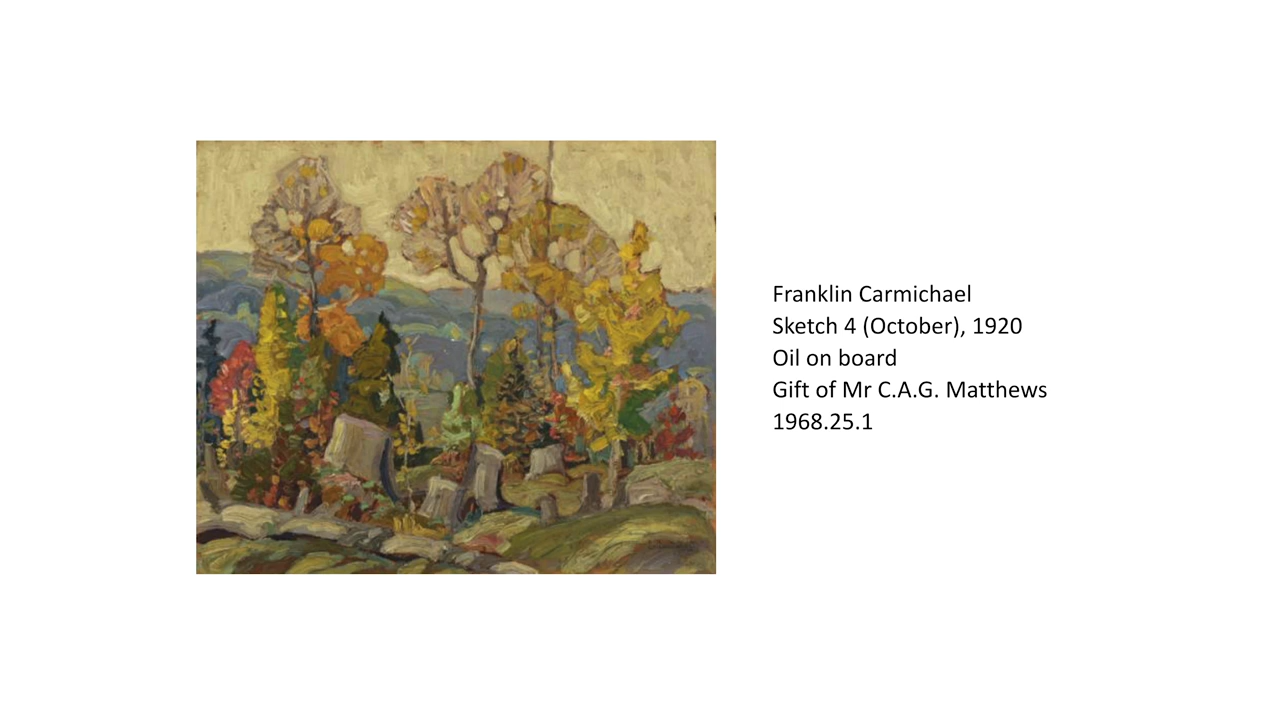 Franklin Carmichael
Sketch 4 (October), 1920
Oil on board
Gift of Mr C.A.G. Matthews
1968.25.1